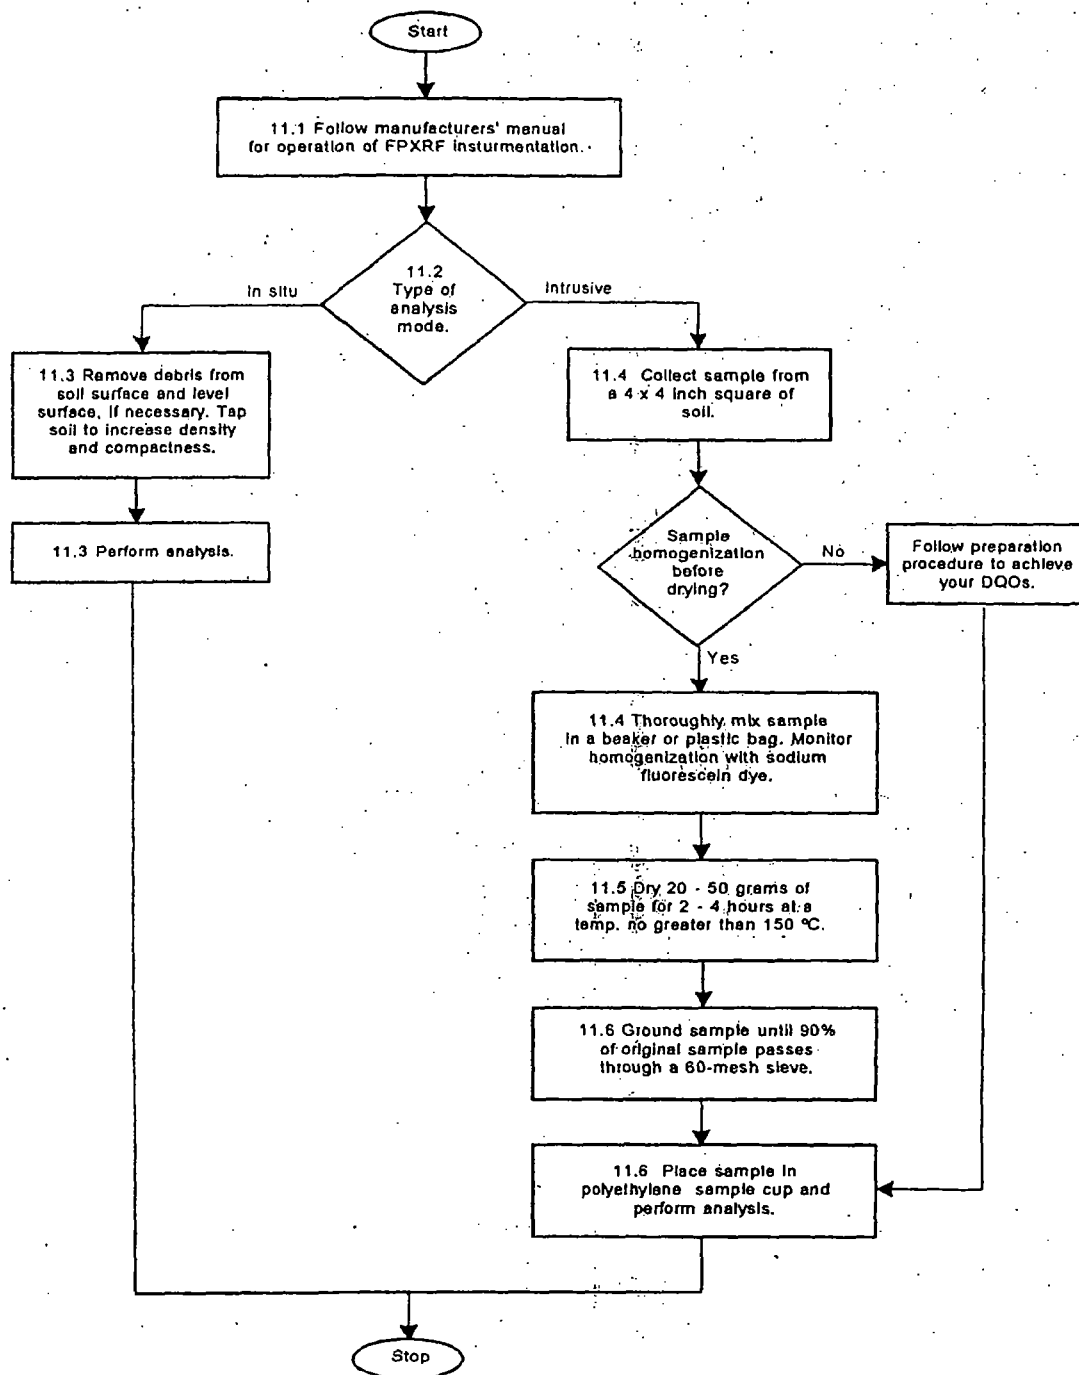 Start
11.1 Follow manufacturers' manual
for operation of FPXRF insturmentation.
11.2
Type of
analysis
mode.
In situ
Intrusive
11.3 Remove debris from
soil surface and level
surface, if necessary. Tap
soil to increase density
and compactness.
11.4 Collect sample from
a 4 x 4 inch square of
soil.
11.3 Perform analysis.
Sample
homogenization
before
drying?
No
Follow preparation
procedure to achieve
your DQOs.
Yes
11.4 Thoroughly mix sample
in a beaker or plastic bag. Monitor
homogenization with sodium
fluorescein dye.
11.5 Dry 20 - 50 grams of
sample for 2 - 4 hours at a
temp. no greater than 150 °C.
11.6 Ground sample until 90%
of original sample passes
through a 60-mesh sieve.
11.6 Place sample in
polyethylene sample cup and
perform analysis.
Stop